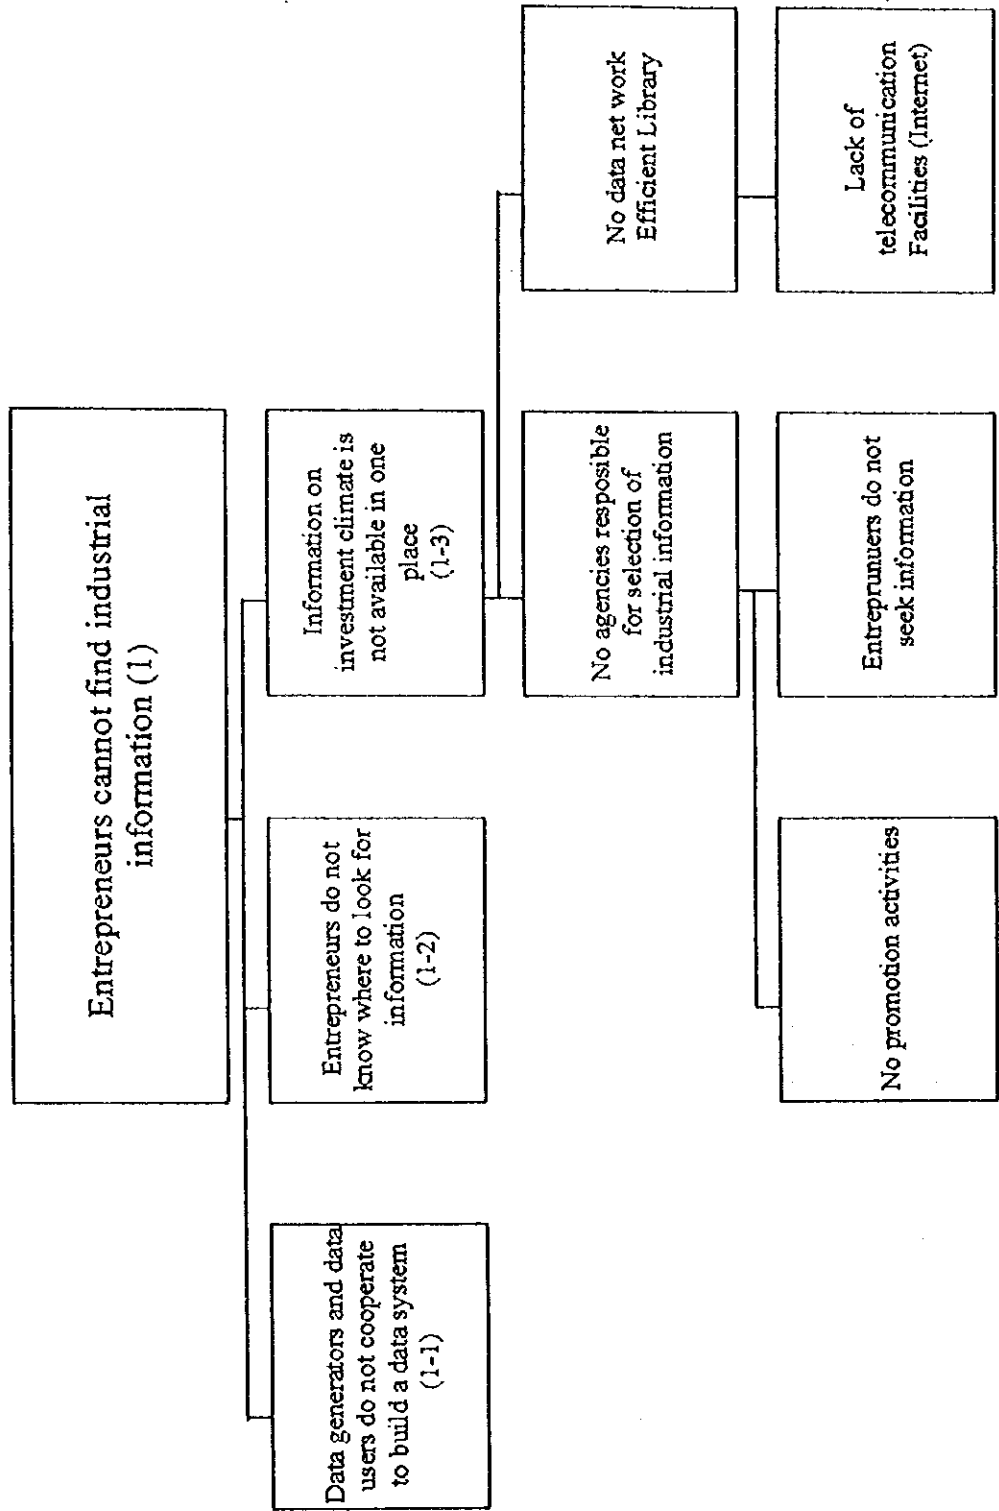 Entrepreneurs cannot find industrial
information (1)
Data generators and data
users do not cooperate
to build a data system
(1-1)
Entrepreneurs do not
know where to look for
information
(1-2)
Information on
investment climate is
not available in one
place
(1-3)
No agencies resposible
for selection of
industrial information
No data net work
Efficient Library
No promotion activities
Entreprunuers do not
seek information
Lack of
telecommunication
Facilities (Internet)